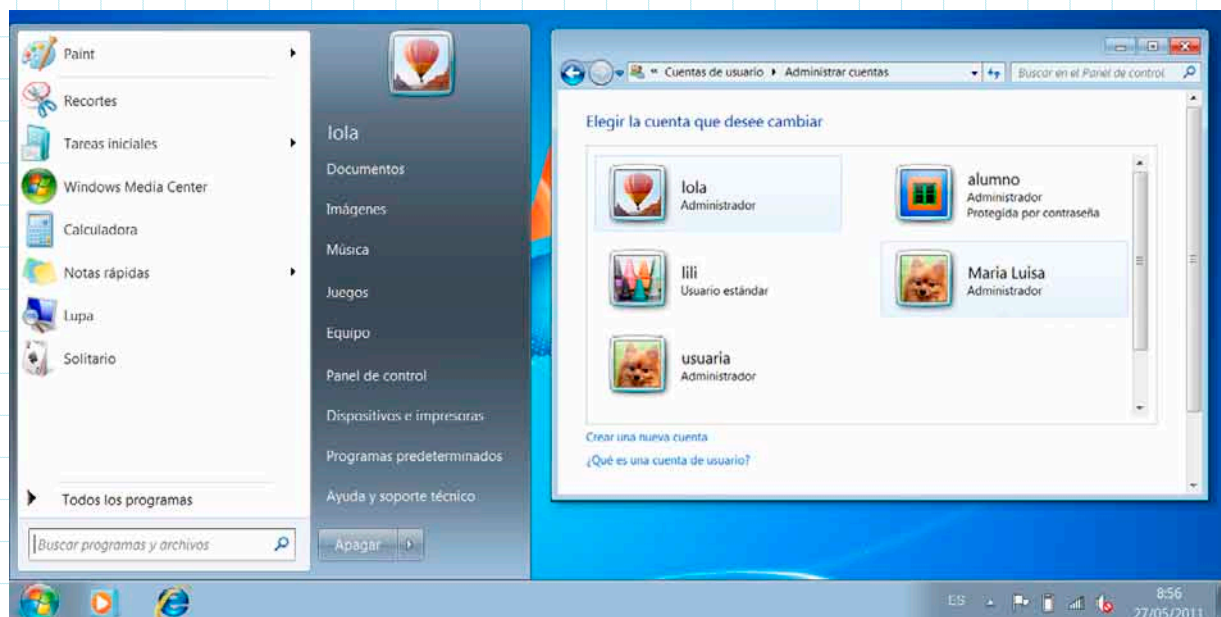 Paint
Recortes
Tareas iniciales
Windows Media Center
Calculadora
Notas rápidas
Lupa
Solitario
Todos los programas
Buscar programas y archivos
lola
Documentos
Imágenes
Música
Juegos
Equipo
Panel de control
Dispositivos e impresoras
Programas predeterminados
Ayuda y soporte técnico
Apagar
« Cuentas de usuario Administrar cuentas
Buscar en el Panel de control
Elegir la cuenta que desee cambiar
lola
Administrador
alumno
Administrador
Protegida por contraseña
lili
Usuario estándar
Maria Luisa
Administrador
usuaria
Administrador
Crear una nueva cuenta
¿Qué es una cuenta de usuario?
ES
8:56
27/05/2011